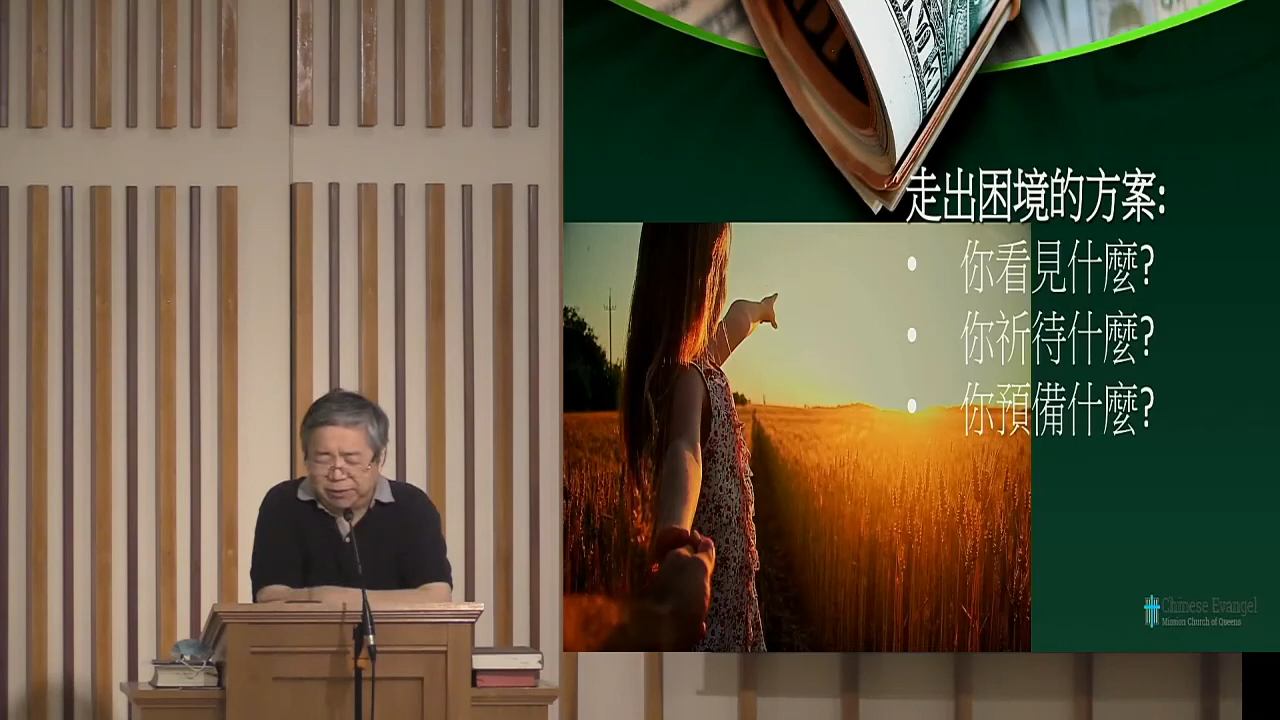 走出困境的方案:
• 你看見什麼?
• 你祈待什麼?
• 你預備什麼?
Chinese Evangel
Mission Church of Queens